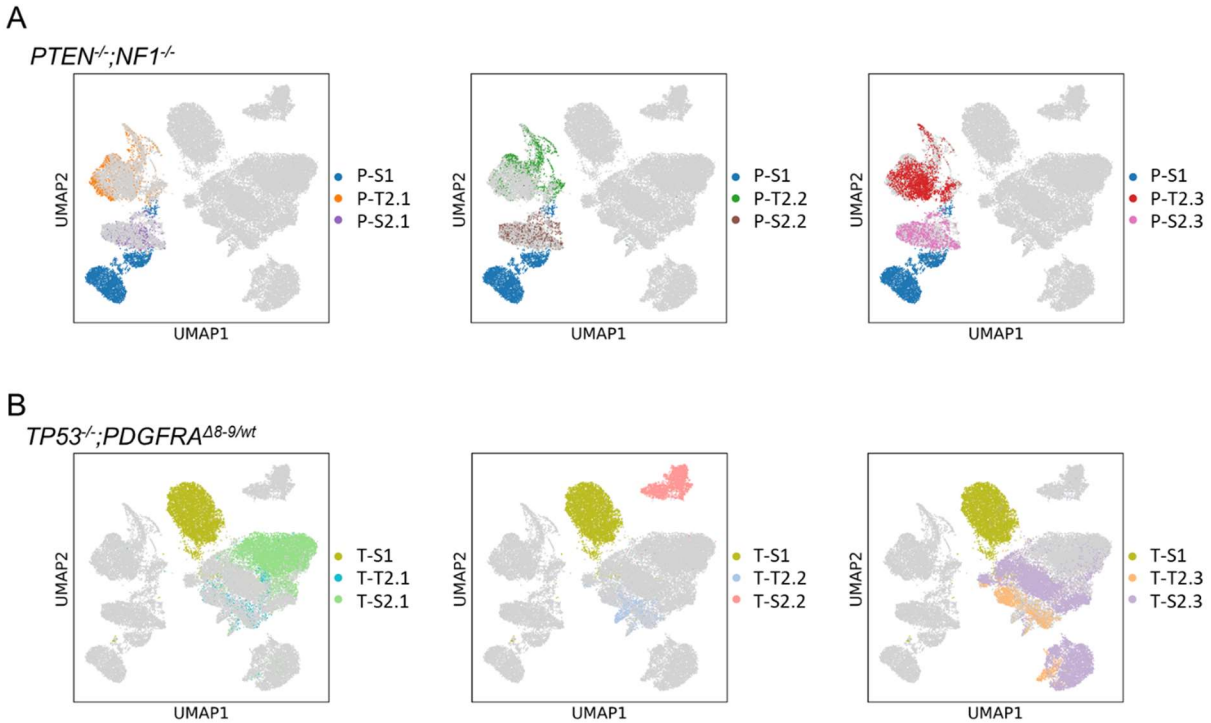 A
PTEN-/-;NF1-/-
UMAP2
UMAP1
P-S1
P-T2.1
P-S2.1
UMAP2
UMAP1
P-S1
P-T2.2
P-S2.2
UMAP2
UMAP1
P-S1
P-T2.3
P-S2.3
B
TP53-/-;PDGFRAΔ8-9/wt
UMAP2
UMAP1
T-S1
T-T2.1
T-S2.1
UMAP2
UMAP1
T-S1
T-T2.2
T-S2.2
UMAP2
UMAP1
T-S1
T-T2.3
T-S2.3